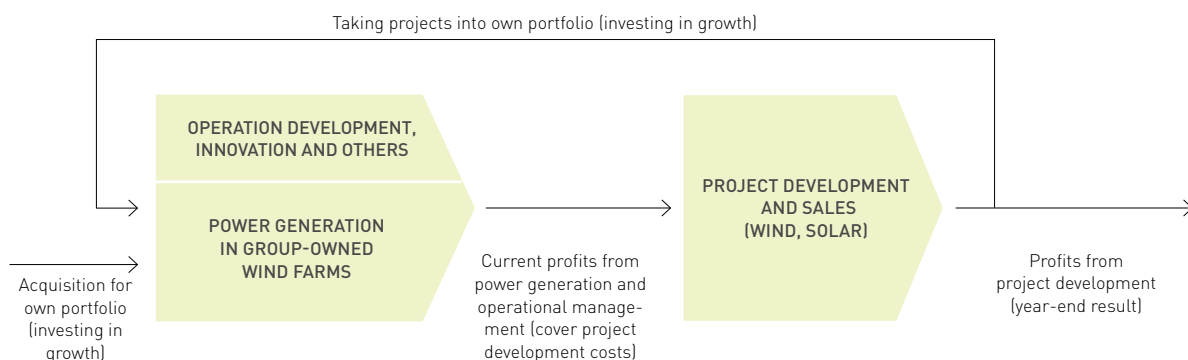 Taking projects into own portfolio (investing in growth)
OPERATION DEVELOPMENT,
INNOVATION AND OTHERS
POWER GENERATION
IN GROUP-OWNED
WIND FARMS
Acquisition for
own portfolio
(investing in
growth)
Current profits from
power generation and
operational manage-
ment (cover project
development costs)
PROJECT DEVELOPMENT
AND SALES
(WIND, SOLAR)
Profits from
project development
(year-end result)